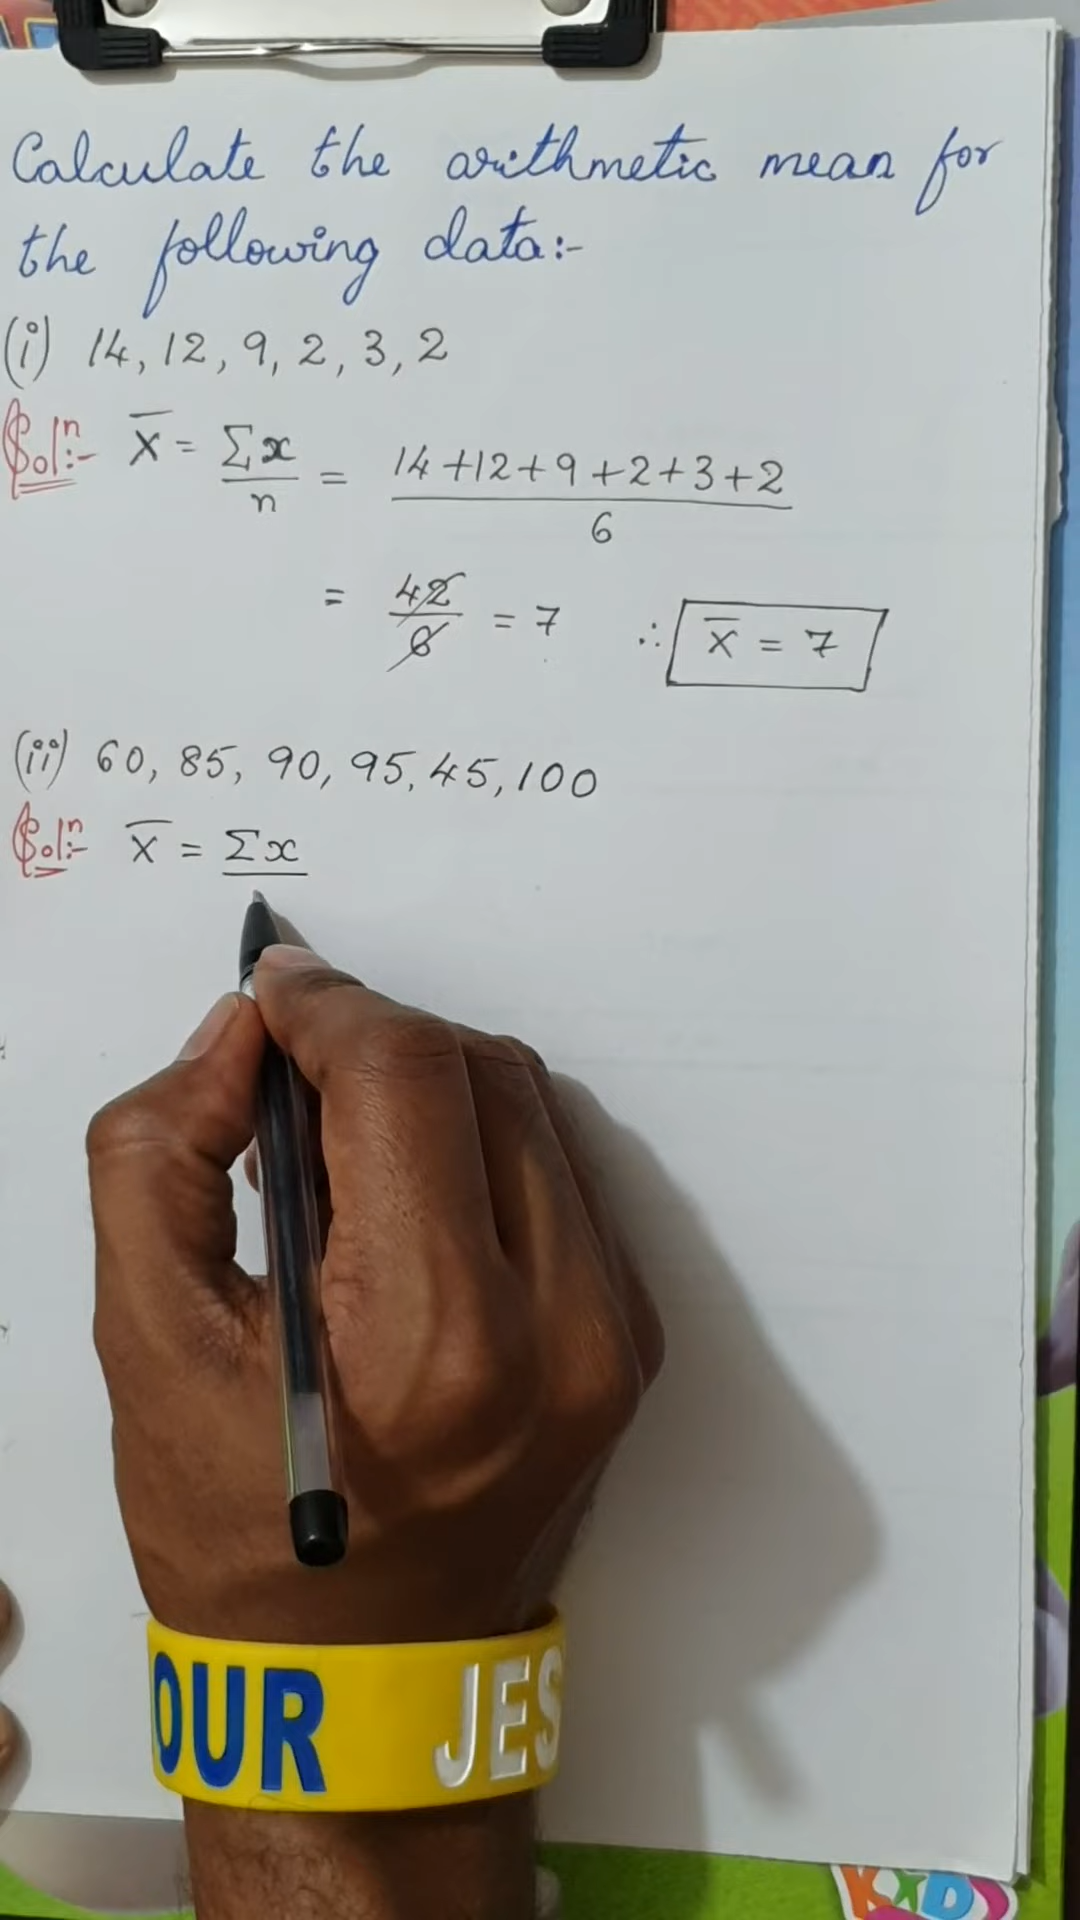 Calculate the arithmetic mean for
the following data:-
(i) 14, 12, 9, 2, 3, 2
Solⁿ:- X̅ = Σx/n = 14+12+9+2+3+2/6
= 42/6 = 7 ∴ X̅ = 7
(ii) 60, 85, 90, 95, 45, 100
Solⁿ:- X̅ = Σx
OUR JES
KIDS